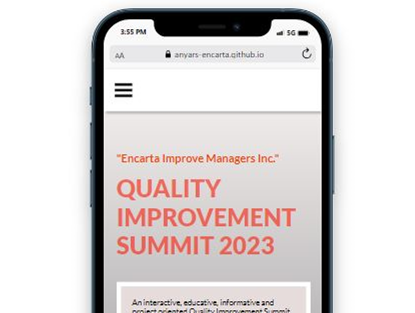 3:55 PM
5G
AA
anyars-encarta.github.io
"Encarta Improve Managers Inc."
QUALITY
IMPROVEMENT
SUMMIT 2023
An interactive, educative, informative and
project oriented Quality Improvement Summit